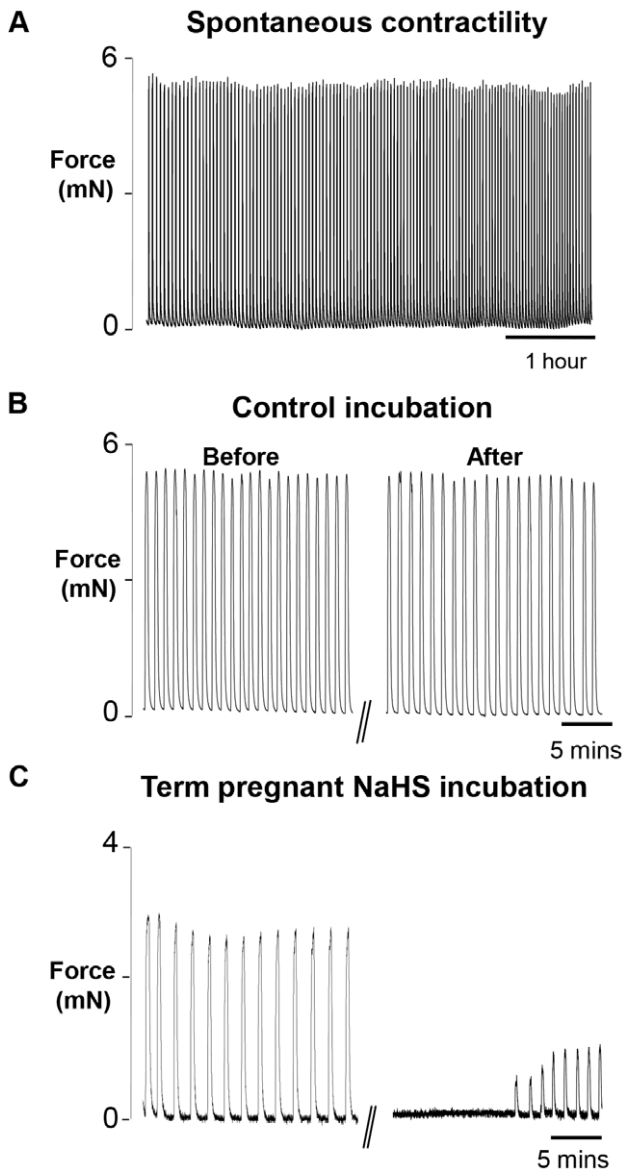 A
Spontaneous contractility
6
Force
(mN)
0
1 hour
B
Control incubation
6
Before
After
Force
(mN)
0
5 mins
C
Term pregnant NaHS incubation
4
Force
(mN)
2
0
5 mins